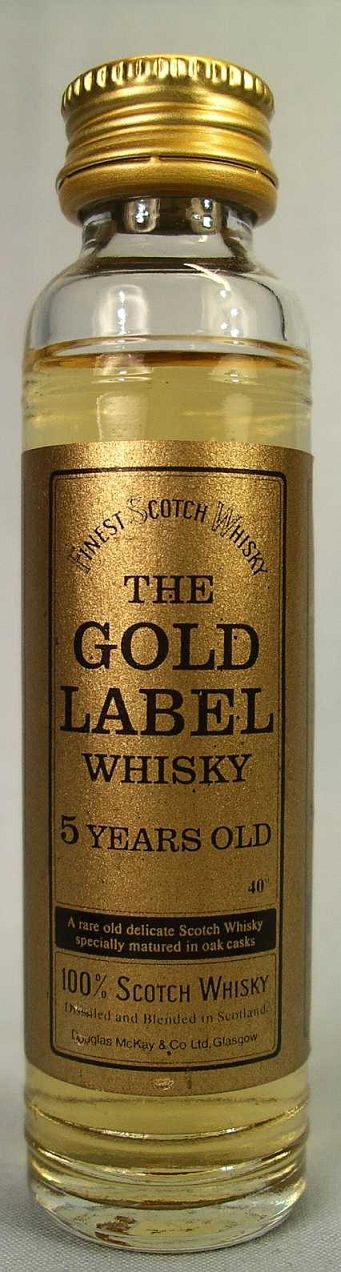 FINEST SCOTCH WHISKY
THE
GOLD
LABEL
WHISKY
5 YEARS OLD
40°
A rare old delicate Scotch Whisky
specially matured in oak casks
100% SCOTCH WHISKY
Distilled and Blended in Scotland.
Douglas McKay & Co Ltd, Glasgow